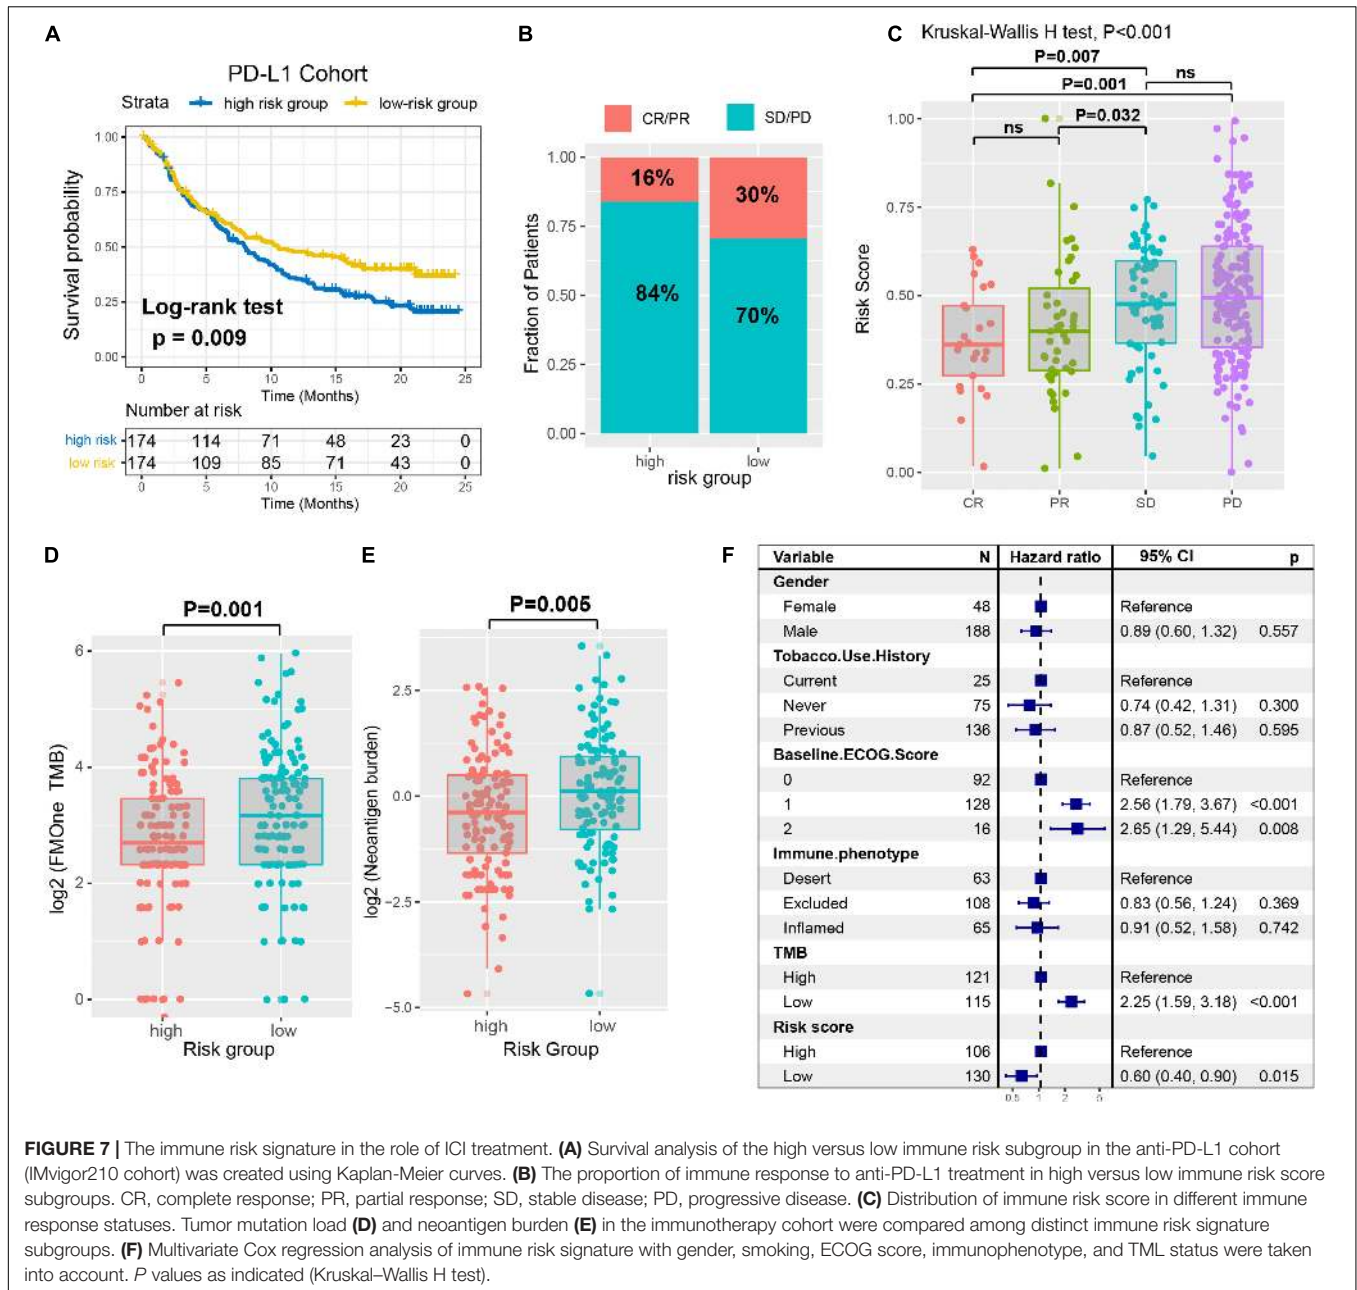 A
PD-L1 Cohort
Strata high risk group low-risk group
Survival probability
1.00
0.75
0.50
0.25
0.00
Log-rank test
p = 0.009
0 5 10 15 20 25
Time (Months)
Number at risk
high risk 174 114 71 48 23 0
low risk 174 109 85 71 43 0
0 5 10 15 20 25
Time (Months)
B
CR/PR SD/PD
Fraction of Patients
1.00
0.75
0.50
0.25
0.00
16%
30%
84%
70%
high low
risk group
C
Kruskal-Wallis H test, P<0.001
P=0.007
ns
P=0.001
P=0.032
ns
Risk Score
1.00
0.75
0.50
0.25
0.00
CR PR SD PD
D
P=0.001
log2 (FMOne TMB)
6
4
2
0
high low
Risk group
E
P=0.005
log2 (Neoantigen burden)
2.5
0.0
−2.5
−5.0
high low
Risk Group
F
Variable N Hazard ratio 95% CI p
Gender
Female 48 Reference
Male 188 0.89 (0.60, 1.32) 0.557
Tobacco.Use.History
Current 25 Reference
Never 75 0.74 (0.42, 1.31) 0.300
Previous 136 0.87 (0.52, 1.46) 0.595
Baseline.ECOG.Score
0 92 Reference
1 128 2.56 (1.79, 3.67) <0.001
2 16 2.65 (1.29, 5.44) 0.008
Immune.phenotype
Desert 63 Reference
Excluded 108 0.83 (0.56, 1.24) 0.369
Inflamed 65 0.91 (0.52, 1.58) 0.742
TMB
High 121 Reference
Low 115 2.25 (1.59, 3.18) <0.001
Risk score
High 106 Reference
Low 130 0.60 (0.40, 0.90) 0.015
0.5 1 2 5
FIGURE 7 | The immune risk signature in the role of ICI treatment. (A) Survival analysis of the high versus low immune risk subgroup in the anti-PD-L1 cohort
(IMvigor210 cohort) was created using Kaplan-Meier curves. (B) The proportion of immune response to anti-PD-L1 treatment in high versus low immune risk score
subgroups. CR, complete response; PR, partial response; SD, stable disease; PD, progressive disease. (C) Distribution of immune risk score in different immune
response statuses. Tumor mutation load (D) and neoantigen burden (E) in the immunotherapy cohort were compared among distinct immune risk signature
subgroups. (F) Multivariate Cox regression analysis of immune risk signature with gender, smoking, ECOG score, immunophenotype, and TML status were taken
into account. P values as indicated (Kruskal–Wallis H test).